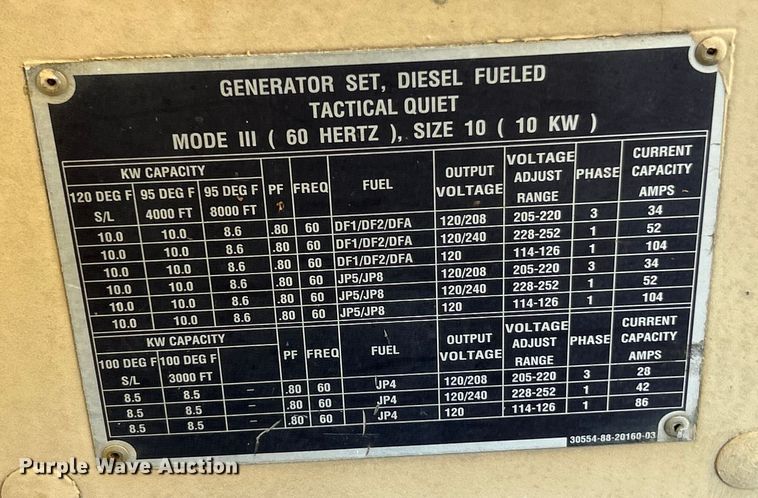 GENERATOR SET, DIESEL FUELED
TACTICAL QUIET
MODE III ( 60 HERTZ ), SIZE 10 ( 10 KW )
KW CAPACITY PF FREQ FUEL OUTPUT VOLTAGE VOLTAGE ADJUST RANGE PHASE CURRENT CAPACITY AMPS
120 DEG F S/L 95 DEG F 4000 FT 95 DEG F 8000 FT
10.0 10.0 8.6 .80 60 DF1/DF2/DFA 120/208 205-220 3 34
10.0 10.0 8.6 .80 60 DF1/DF2/DFA 120/240 228-252 1 52
10.0 10.0 8.6 .80 60 DF1/DF2/DFA 120 114-126 1 104
10.0 10.0 8.6 .80 60 JP5/JP8 120/208 205-220 3 34
10.0 10.0 8.6 .80 60 JP5/JP8 120/240 228-252 1 52
10.0 10.0 8.6 .80 60 JP5/JP8 120 114-126 1 104
KW CAPACITY PF FREQ FUEL OUTPUT VOLTAGE VOLTAGE ADJUST RANGE PHASE CURRENT CAPACITY AMPS
100 DEG F S/L 100 DEG F 3000 FT –
8.5 8.5 – .80 60 JP4 120/208 205-220 3 28
8.5 8.5 – .80 60 JP4 120/240 228-252 1 42
8.5 8.5 – .80 60 JP4 120 114-126 1 86
30554-88-20160-03
Purple Wave Auction